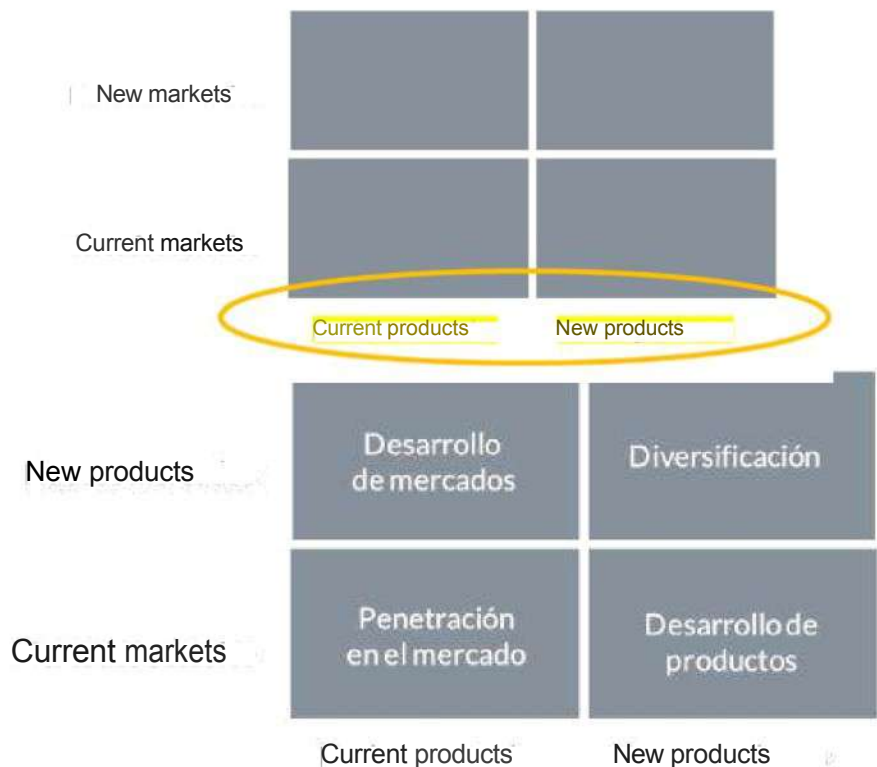 New markets
Current markets
Current products New products
New products
Desarrollo
de mercados
Diversificación
Current markets
Penetración
en el mercado
Desarrollo de
productos
Current products New products